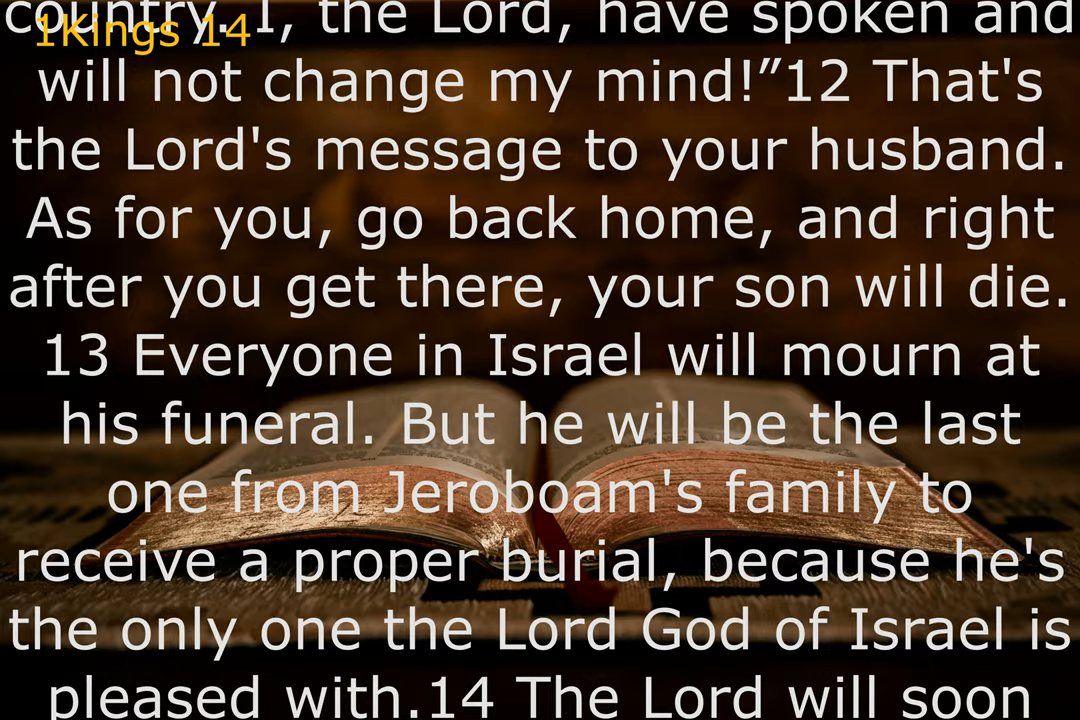 country. I, the Lord, have spoken and
1Kings 14
will not change my mind!”12 That's
the Lord's message to your husband.
As for you, go back home, and right
after you get there, your son will die.
13 Everyone in Israel will mourn at
his funeral. But he will be the last
one from Jeroboam's family to
receive a proper burial, because he's
the only one the Lord God of Israel is
pleased with.14 The Lord will soon